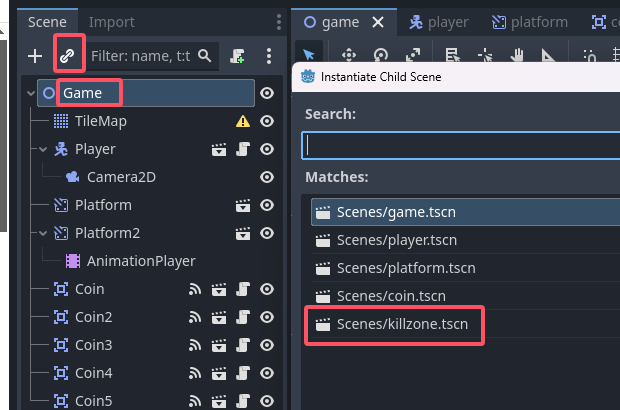 Scene Import
Filter: name, t:t
Game
TileMap
Player
Camera2D
Platform
Platform2
AnimationPlayer
Coin
Coin2
Coin3
Coin4
Coin5
game player platform
Instantiate Child Scene
Search:
Matches:
Scenes/game.tscn
Scenes/player.tscn
Scenes/platform.tscn
Scenes/coin.tscn
Scenes/killzone.tscn